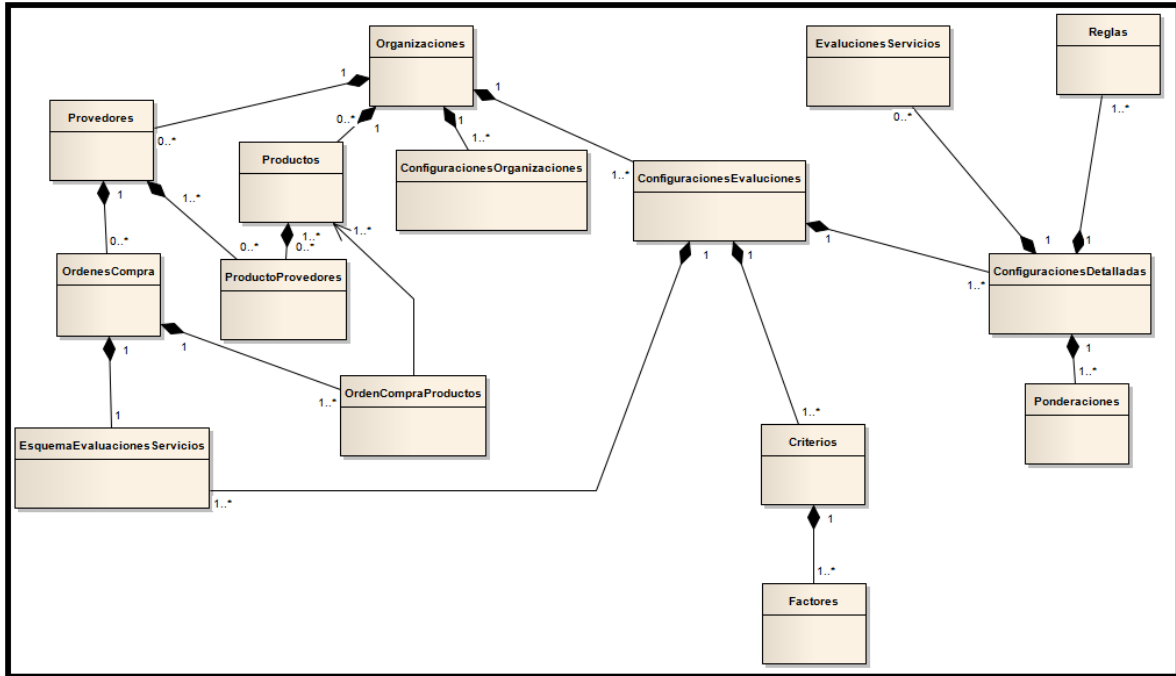 Organizaciones
EvalucionesServicios
Reglas
1
1
0..*
1
1
Provedores
0..*
0..*
1..*
1..*
Productos
ConfiguracionesOrganizaciones
ConfiguracionesEvaluciones
1..*
1
1..*
1
1
1
1
1
0..*
0..*
1..*
0..*
1..*
OrdenesCompra
ProductoProvedores
ConfiguracionesDetalladas
1..*
1
1
1
1..*
1..*
OrdenCompraProductos
Ponderaciones
1
1..*
EsquemaEvaluacionesServicios
Criterios
1..*
1
1..*
Factores